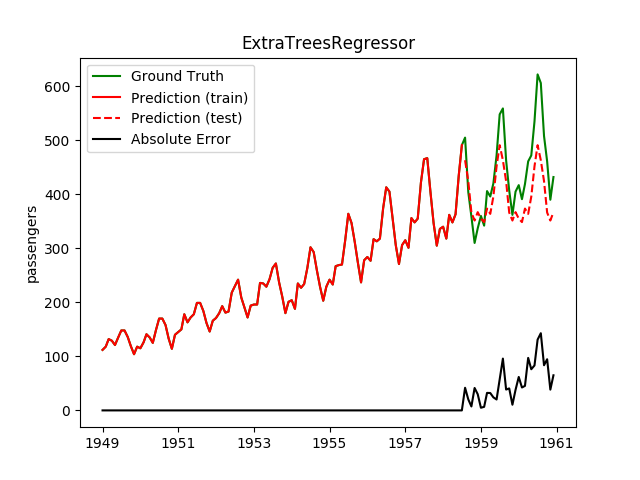 ExtraTreesRegressor
Ground Truth
Prediction (train)
Prediction (test)
Absolute Error
passengers
600
500
400
300
200
100
0
1949 1951 1953 1955 1957 1959 1961